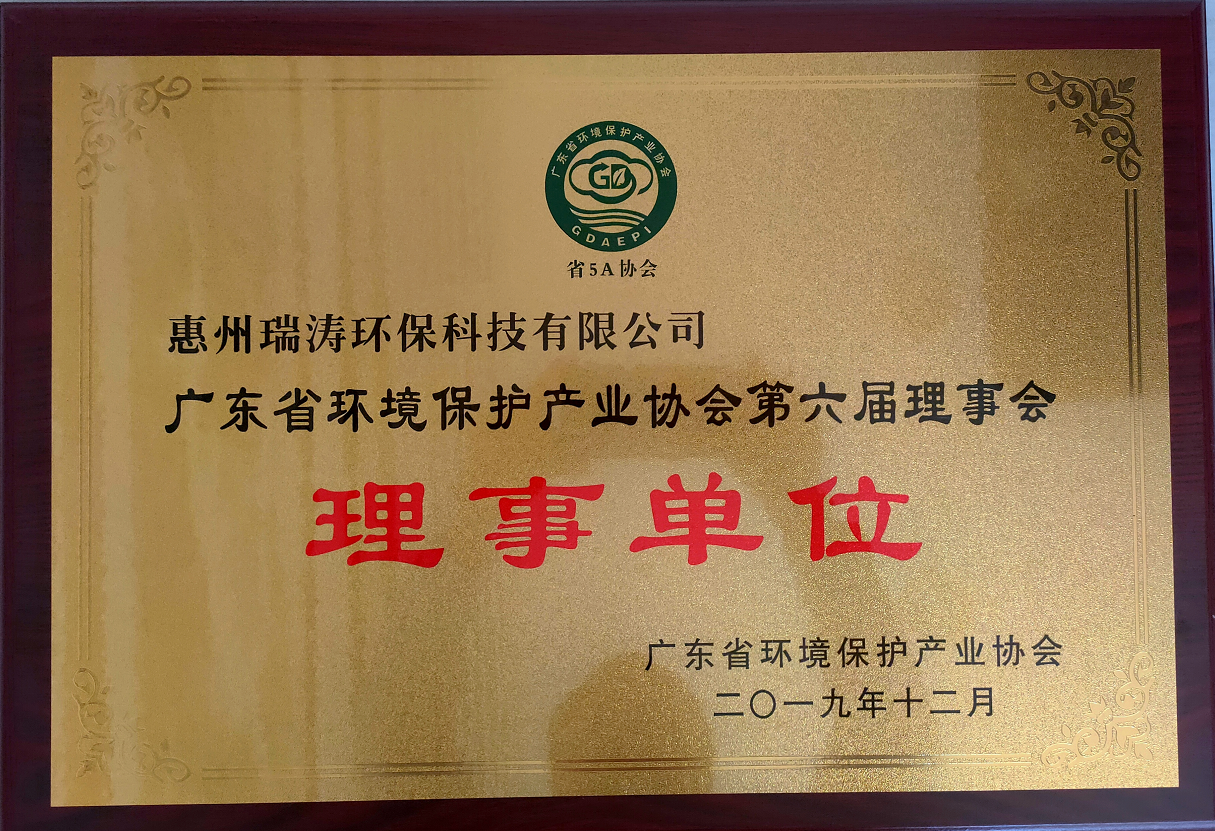 广东省环境保护产业协会
GD
GDAEPI
省5A协会
惠州瑞涛环保科技有限公司
广东省环境保护产业协会第六届理事会
理事单位
广东省环境保护产业协会
二〇一九年十二月